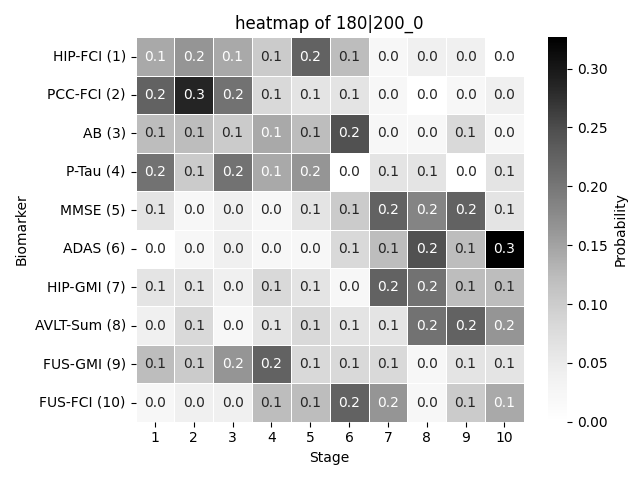 heatmap of 180|200_0
HIP-FCI (1) 0.1 0.2 0.1 0.1 0.2 0.1 0.0 0.0 0.0 0.0
PCC-FCI (2) 0.2 0.3 0.2 0.1 0.1 0.1 0.0 0.0 0.0 0.0
AB (3) 0.1 0.1 0.1 0.1 0.1 0.2 0.0 0.0 0.1 0.0
P-Tau (4) 0.2 0.1 0.2 0.1 0.2 0.0 0.1 0.1 0.0 0.1
MMSE (5) 0.1 0.0 0.0 0.0 0.1 0.1 0.2 0.2 0.2 0.1
ADAS (6) 0.0 0.0 0.0 0.0 0.0 0.1 0.1 0.2 0.1 0.3
HIP-GMI (7) 0.1 0.1 0.0 0.1 0.1 0.0 0.2 0.2 0.1 0.1
AVLT-Sum (8) 0.0 0.1 0.0 0.1 0.1 0.1 0.1 0.2 0.2 0.2
FUS-GMI (9) 0.1 0.1 0.2 0.2 0.1 0.1 0.1 0.0 0.1 0.1
FUS-FCI (10) 0.0 0.0 0.0 0.1 0.1 0.2 0.2 0.0 0.1 0.1
1 2 3 4 5 6 7 8 9 10
Stage
Biomarker
0.30
0.25
0.20
0.15
0.10
0.05
0.00
Probability